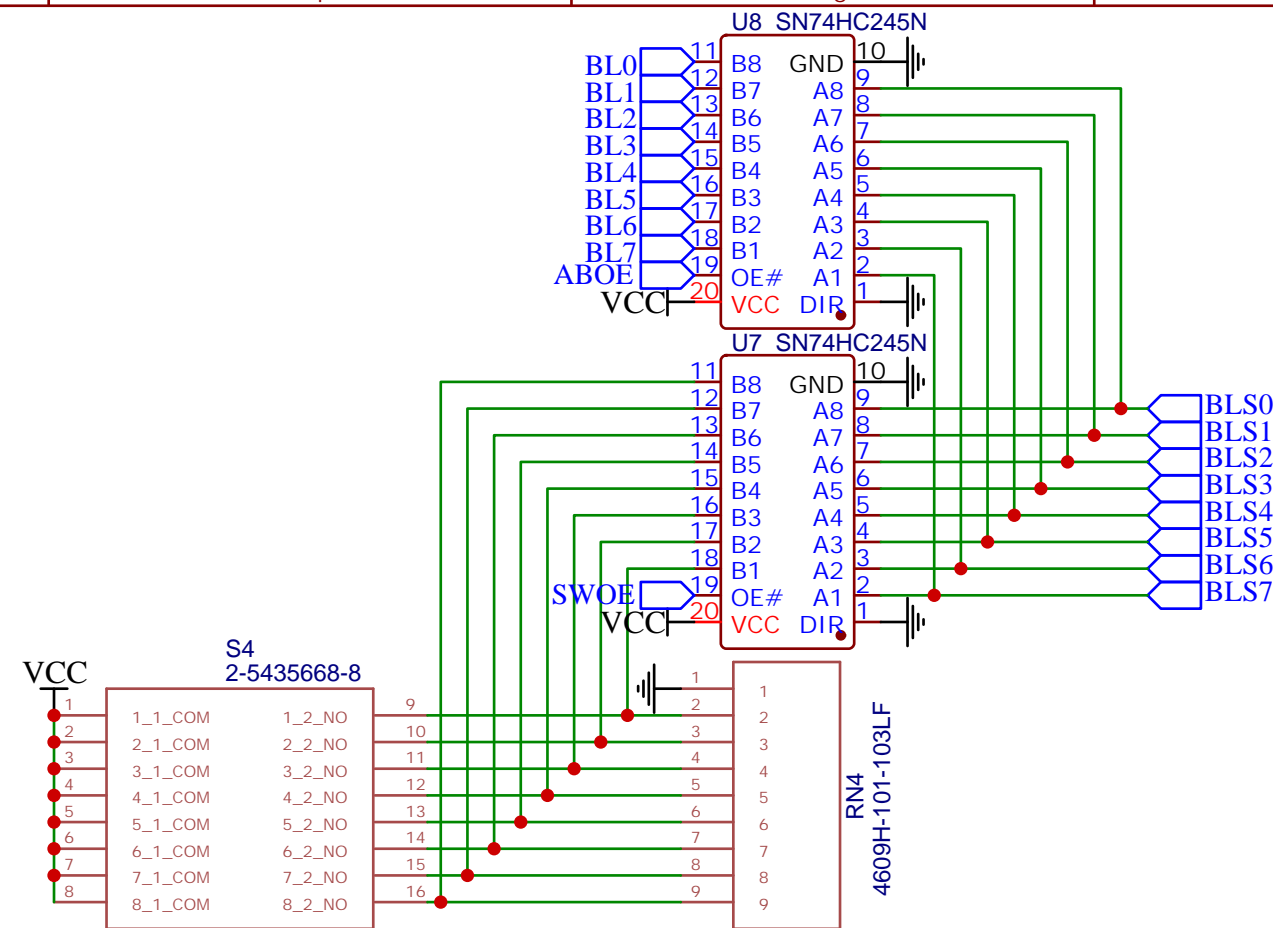 U8 SN74HC245N
BL0 11 B8 GND 10
BL1 12 B7 A8 9
BL2 13 B6 A7 8
BL3 14 B5 A6 7
BL4 15 B4 A5 6
BL5 16 B3 A4 5
BL6 17 B2 A3 4
BL7 18 B1 A2 3
ABOE 19 OE# A1 2
VCC 20 VCC DIR 1
U7 SN74HC245N
11 B8 GND 10
12 B7 A8 9 BLS0
13 B6 A7 8 BLS1
14 B5 A6 7 BLS2
15 B4 A5 6 BLS3
16 B3 A4 5 BLS4
17 B2 A3 4 BLS5
18 B1 A2 3 BLS6
SWOE 19 OE# A1 2 BLS7
VCC 20 VCC DIR 1
S4
2-5435668-8
VCC
1 1_1_COM 1_2_NO 9
2 2_1_COM 2_2_NO 10
3 3_1_COM 3_2_NO 11
4 4_1_COM 4_2_NO 12
5 5_1_COM 5_2_NO 13
6 6_1_COM 6_2_NO 14
7 7_1_COM 7_2_NO 15
8 8_1_COM 8_2_NO 16
1 1
2 2
3 3
4 4
5 5
6 6
7 7
8 8
9 9
RN4
4609H-101-103LF